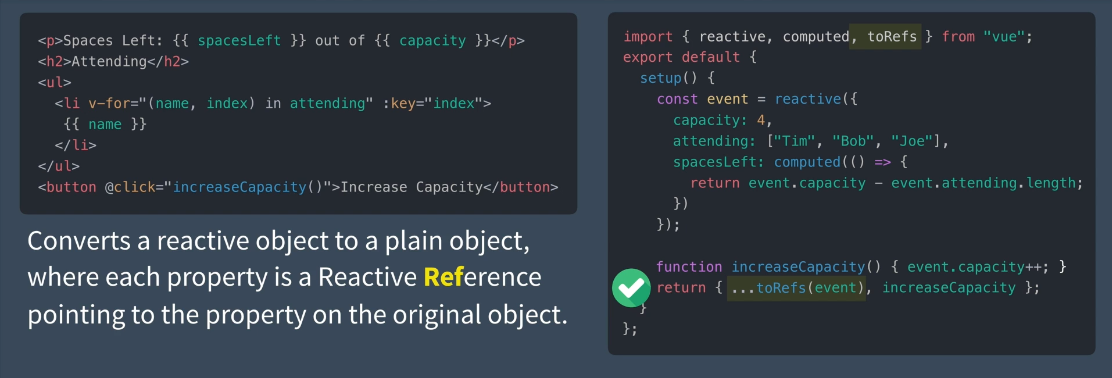 <p>Spaces Left: {{ spacesLeft }} out of {{ capacity }}</p>
<h2>Attending</h2>
<ul>
  <li v-for="(name, index) in attending" :key="index">
   {{ name }}
  </li>
</ul>
<button @click="increaseCapacity()">Increase Capacity</button>
Converts a reactive object to a plain object,
where each property is a Reactive Reference
pointing to the property on the original object.
import { reactive, computed, toRefs } from "vue";
export default {
  setup() {
    const event = reactive({
      capacity: 4,
      attending: ["Tim", "Bob", "Joe"],
      spacesLeft: computed(() => {
        return event.capacity - event.attending.length;
      })
    });
    function increaseCapacity() { event.capacity++; }
    return { ...toRefs(event), increaseCapacity };
  }
};